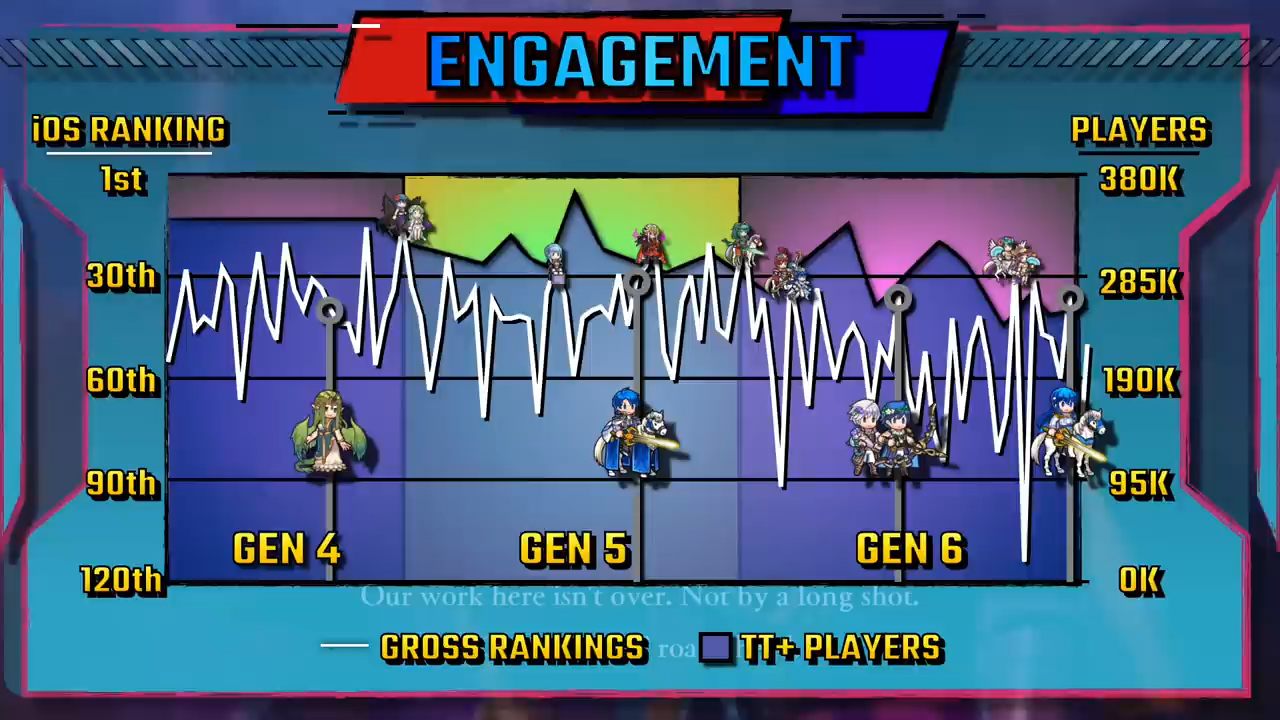 ENGAGEMENT
iOS RANKING
PLAYERS
1st
380K
30th
285K
60th
190K
90th
95K
GEN 4
GEN 5
GEN 6
120th
0K
Our work here isn't over. Not by a long shot.
GROSS RANKINGS
TT+ PLAYERS